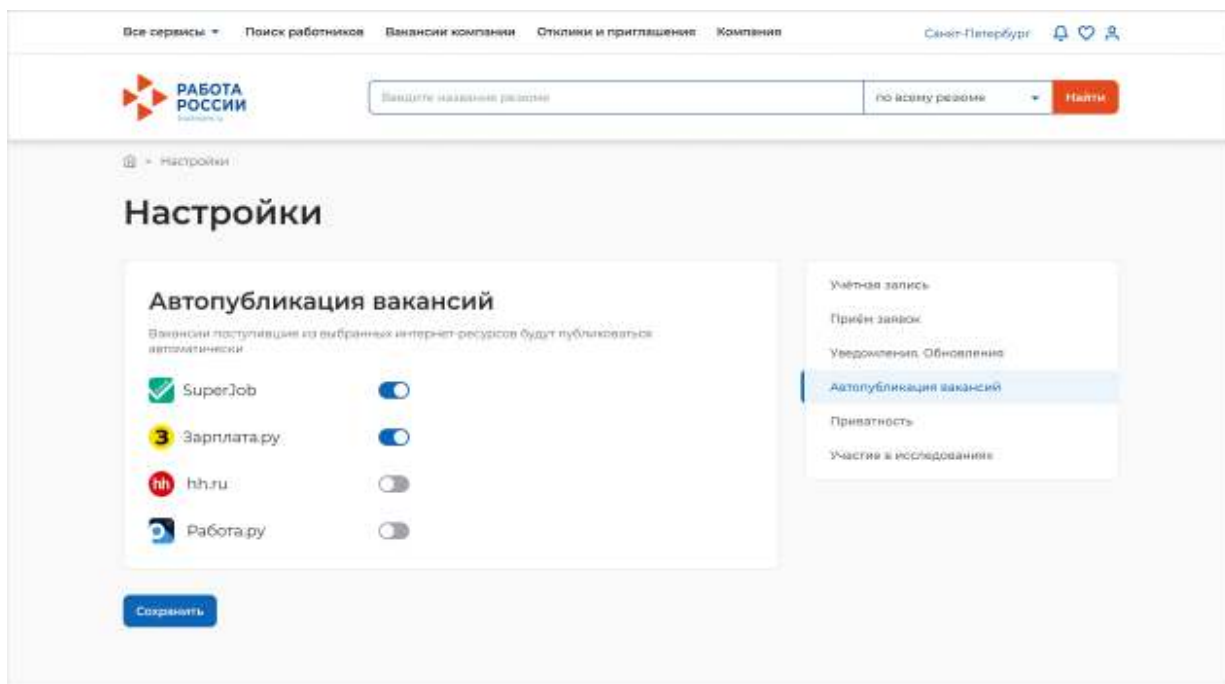 Все сервисы Поиск работников Вакансии компании Отклики и приглашения Компания Санкт-Петербург
РАБОТА
РОССИИ
Введите название резюме по всему резюме Найти
Настройки
Настройки
Автопубликация вакансий
Вакансии поступившие из выбранных интернет-ресурсов будут публиковаться
автоматически
SuperJob
З Зарплата.ру
hh hh.ru
Работа.ру
Сохранить
Учётная запись
Приём заявок
Уведомления. Обновления
Автопубликация вакансий
Приватность
Участие в исследованиях